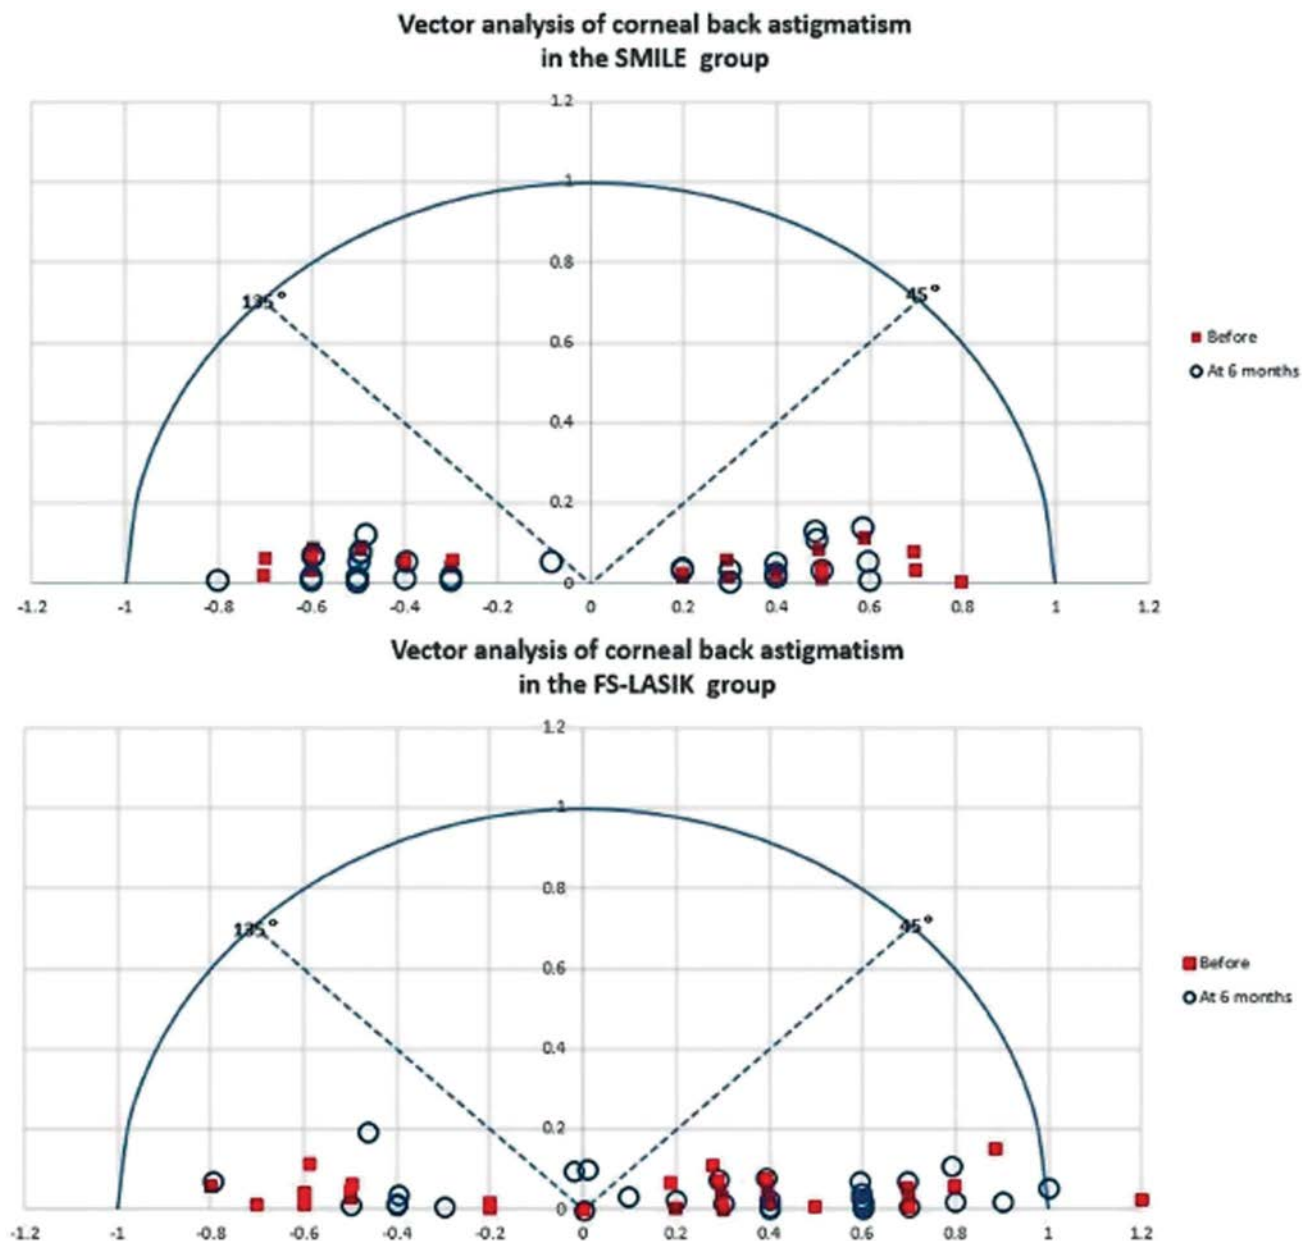 Vector analysis of corneal back astigmatism
in the SMILE group
1.2
1
0.8
135°
45°
0.6
Before
At 6 months
0.4
0.2
0
-1.2 -1 -0.8 -0.6 -0.4 -0.2 0 0.2 0.4 0.6 0.8 1 1.2
Vector analysis of corneal back astigmatism
in the FS-LASIK group
1.2
1
0.8
135°
45°
0.6
Before
At 6 months
0.4
0.2
0
-1.2 -1 -0.8 -0.6 -0.4 -0.2 0 0.2 0.4 0.6 0.8 1 1.2